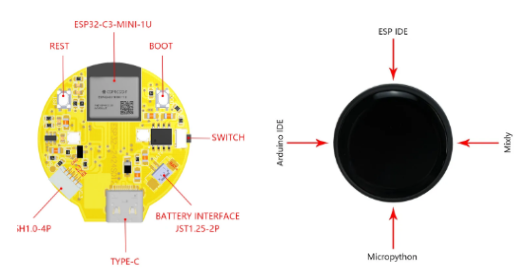 ESP32-C3-MINI-1U
REST
BOOT
SWITCH
BATTERY INTERFACE
JST1.25-2P
H1.0-4P
TYPE-C
ESP IDE
Arduino IDE
Mixly
Micropython